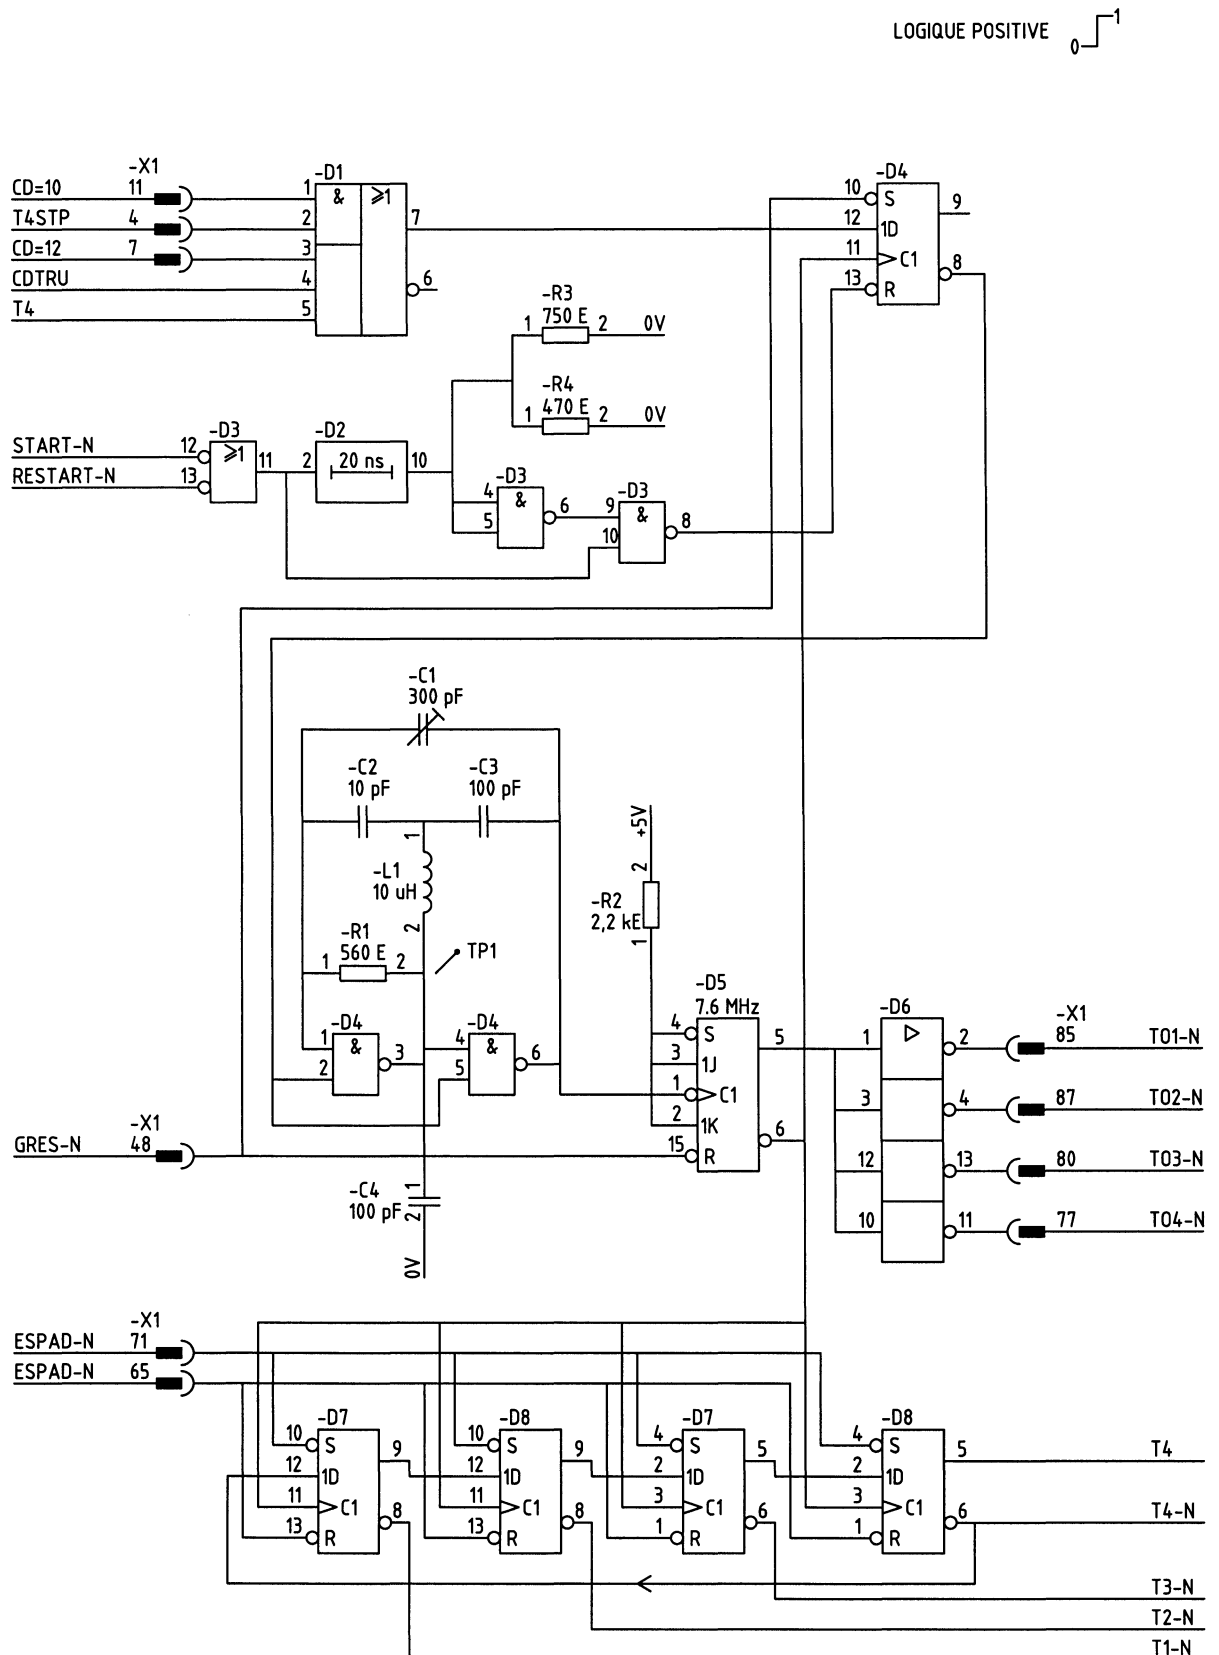 LOGIQUE POSITIVE 0 1
-X1 -D1 -D4
CD=10 11 1 & ≥1 10 S 9
T4STP 4 2 7 12 1D
CD=12 7 3 11 C1 8
CDTRU 4 6 13 R
T4 5
-R3
750 E
1 2 0V
-R4
470 E
1 2 0V
-D3 -D2
START-N 12 ≥1 11 2 20 ns 10
RESTART-N 13
-D3 -D3
4 & 6 9 & 8
5 10
-C1
300 pF
-C2 -C3
10 pF 100 pF
1 +5V
-L1
10 uH
2
2
-R2
2,2 kE
1
-R1
560 E
1 2 TP1
-D5
7.6 MHz
-D4 -D4
1 & 3 4 & 6
2 5
4 S 5
3 1J
1 C1
2 1K 6
15 R
-D6 -X1
1 2 85 T01-N
3 4 87 T02-N
12 13 80 T03-N
10 11 77 T04-N
-X1
GRES-N 48
-C4
100 pF
1
2
0V
-X1
ESPAD-N 71
ESPAD-N 65
-D7 -D8 -D7 -D8
10 S 9 10 S 9 4 S 5 4 S 5 T4
12 1D 12 1D 2 1D 2 1D
11 C1 8 11 C1 8 3 C1 6 3 C1 6 T4-N
13 R 13 R 1 R 1 R
T3-N
T2-N
T1-N